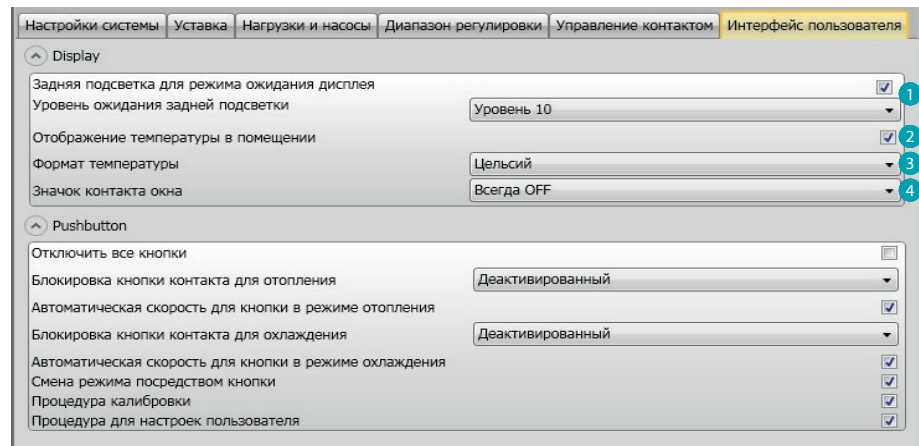 Настройки системы Уставка Нагрузки и насосы Диапазон регулировки Управление контактом Интерфейс пользователя
Display
Задняя подсветка для режима ожидания дисплея
1
Уровень ожидания задней подсветки Уровень 10
Отображение температуры в помещении 2
Формат температуры Цельсий 3
Значок контакта окна Всегда OFF 4
Pushbutton
Отключить все кнопки
Блокировка кнопки контакта для отопления Деактивированный
Автоматическая скорость для кнопки в режиме отопления
Блокировка кнопки контакта для охлаждения Деактивированный
Автоматическая скорость для кнопки в режиме охлаждения
Смена режима посредством кнопки
Процедура калибровки
Процедура для настроек пользователя